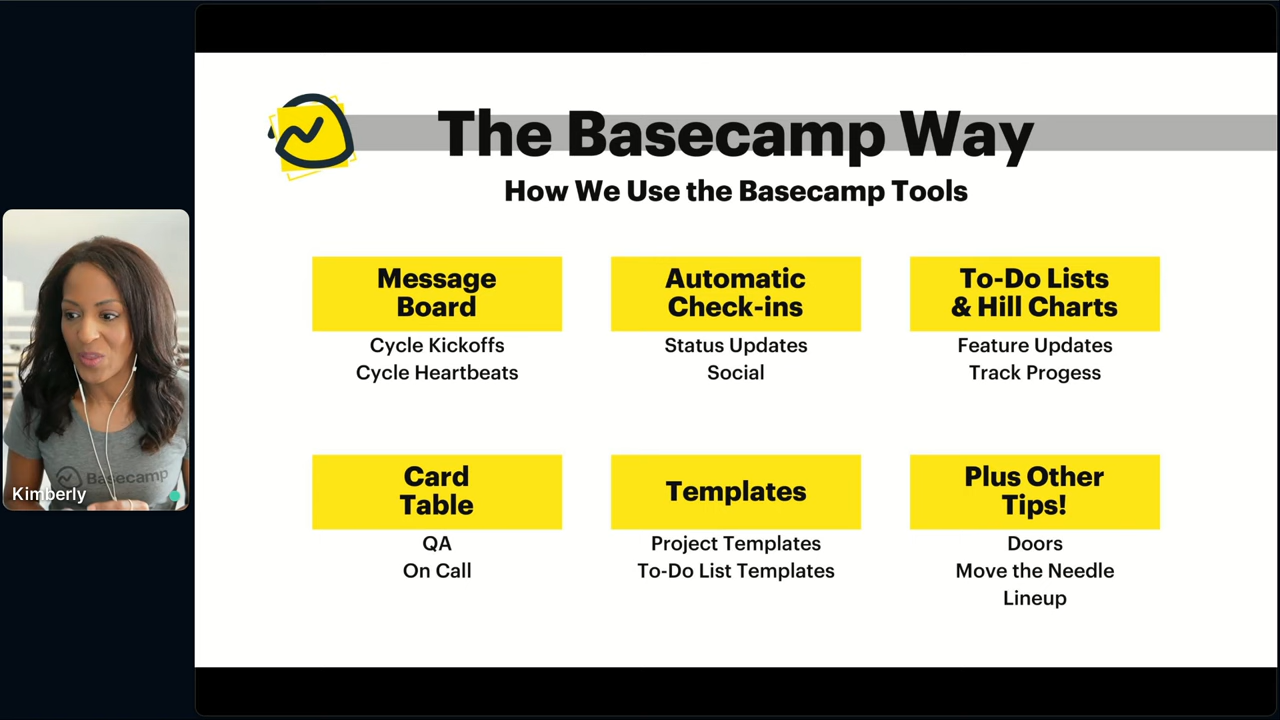 The Basecamp Way
How We Use the Basecamp Tools
Message
Board
Cycle Kickoffs
Cycle Heartbeats
Automatic
Check-ins
Status Updates
Social
To-Do Lists
& Hill Charts
Feature Updates
Track Progess
Card
Table
QA
On Call
Templates
Project Templates
To-Do List Templates
Plus Other
Tips!
Doors
Move the Needle
Lineup
Basecamp
Kimberly